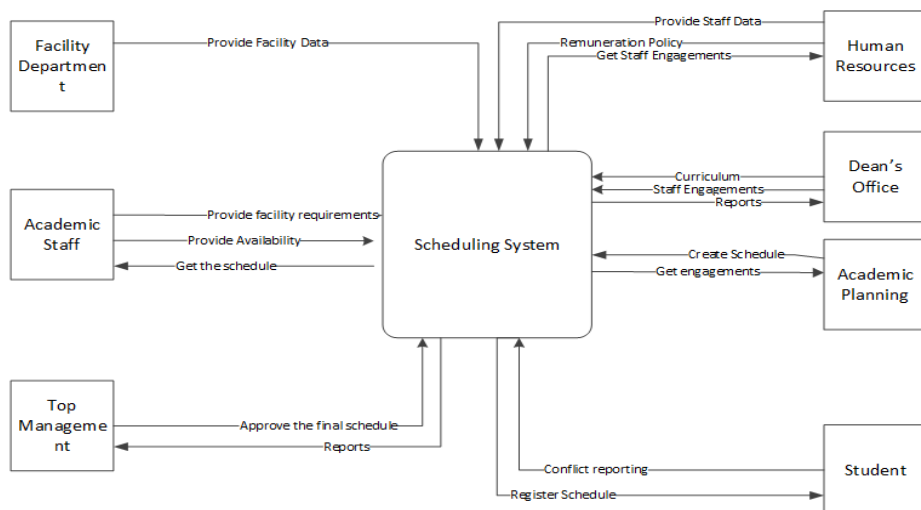 Facility
Departmen
t
Provide Facility Data
Provide Staff Data
Remuneration Policy
Get Staff Engagements
Human
Resources
Academic
Staff
Provide facility requirements
Provide Availability
Get the schedule
Scheduling System
Curriculum
Staff Engagements
Reports
Dean's
Office
Create Schedule
Get engagements
Academic
Planning
Top
Manageme
nt
Approve the final schedule
Reports
Conflict reporting
Register Schedule
Student